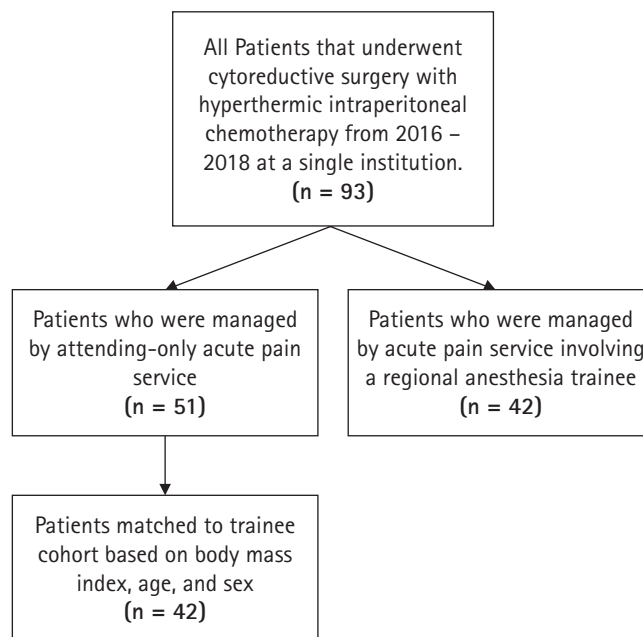 All Patients that underwent
cytoreductive surgery with
hyperthermic intraperitoneal
chemotherapy from 2016 –
2018 at a single institution.
(n = 93)
Patients who were managed
by attending-only acute pain
service
(n = 51)
Patients who were managed
by acute pain service involving
a regional anesthesia trainee
(n = 42)
Patients matched to trainee
cohort based on body mass
index, age, and sex
(n = 42)